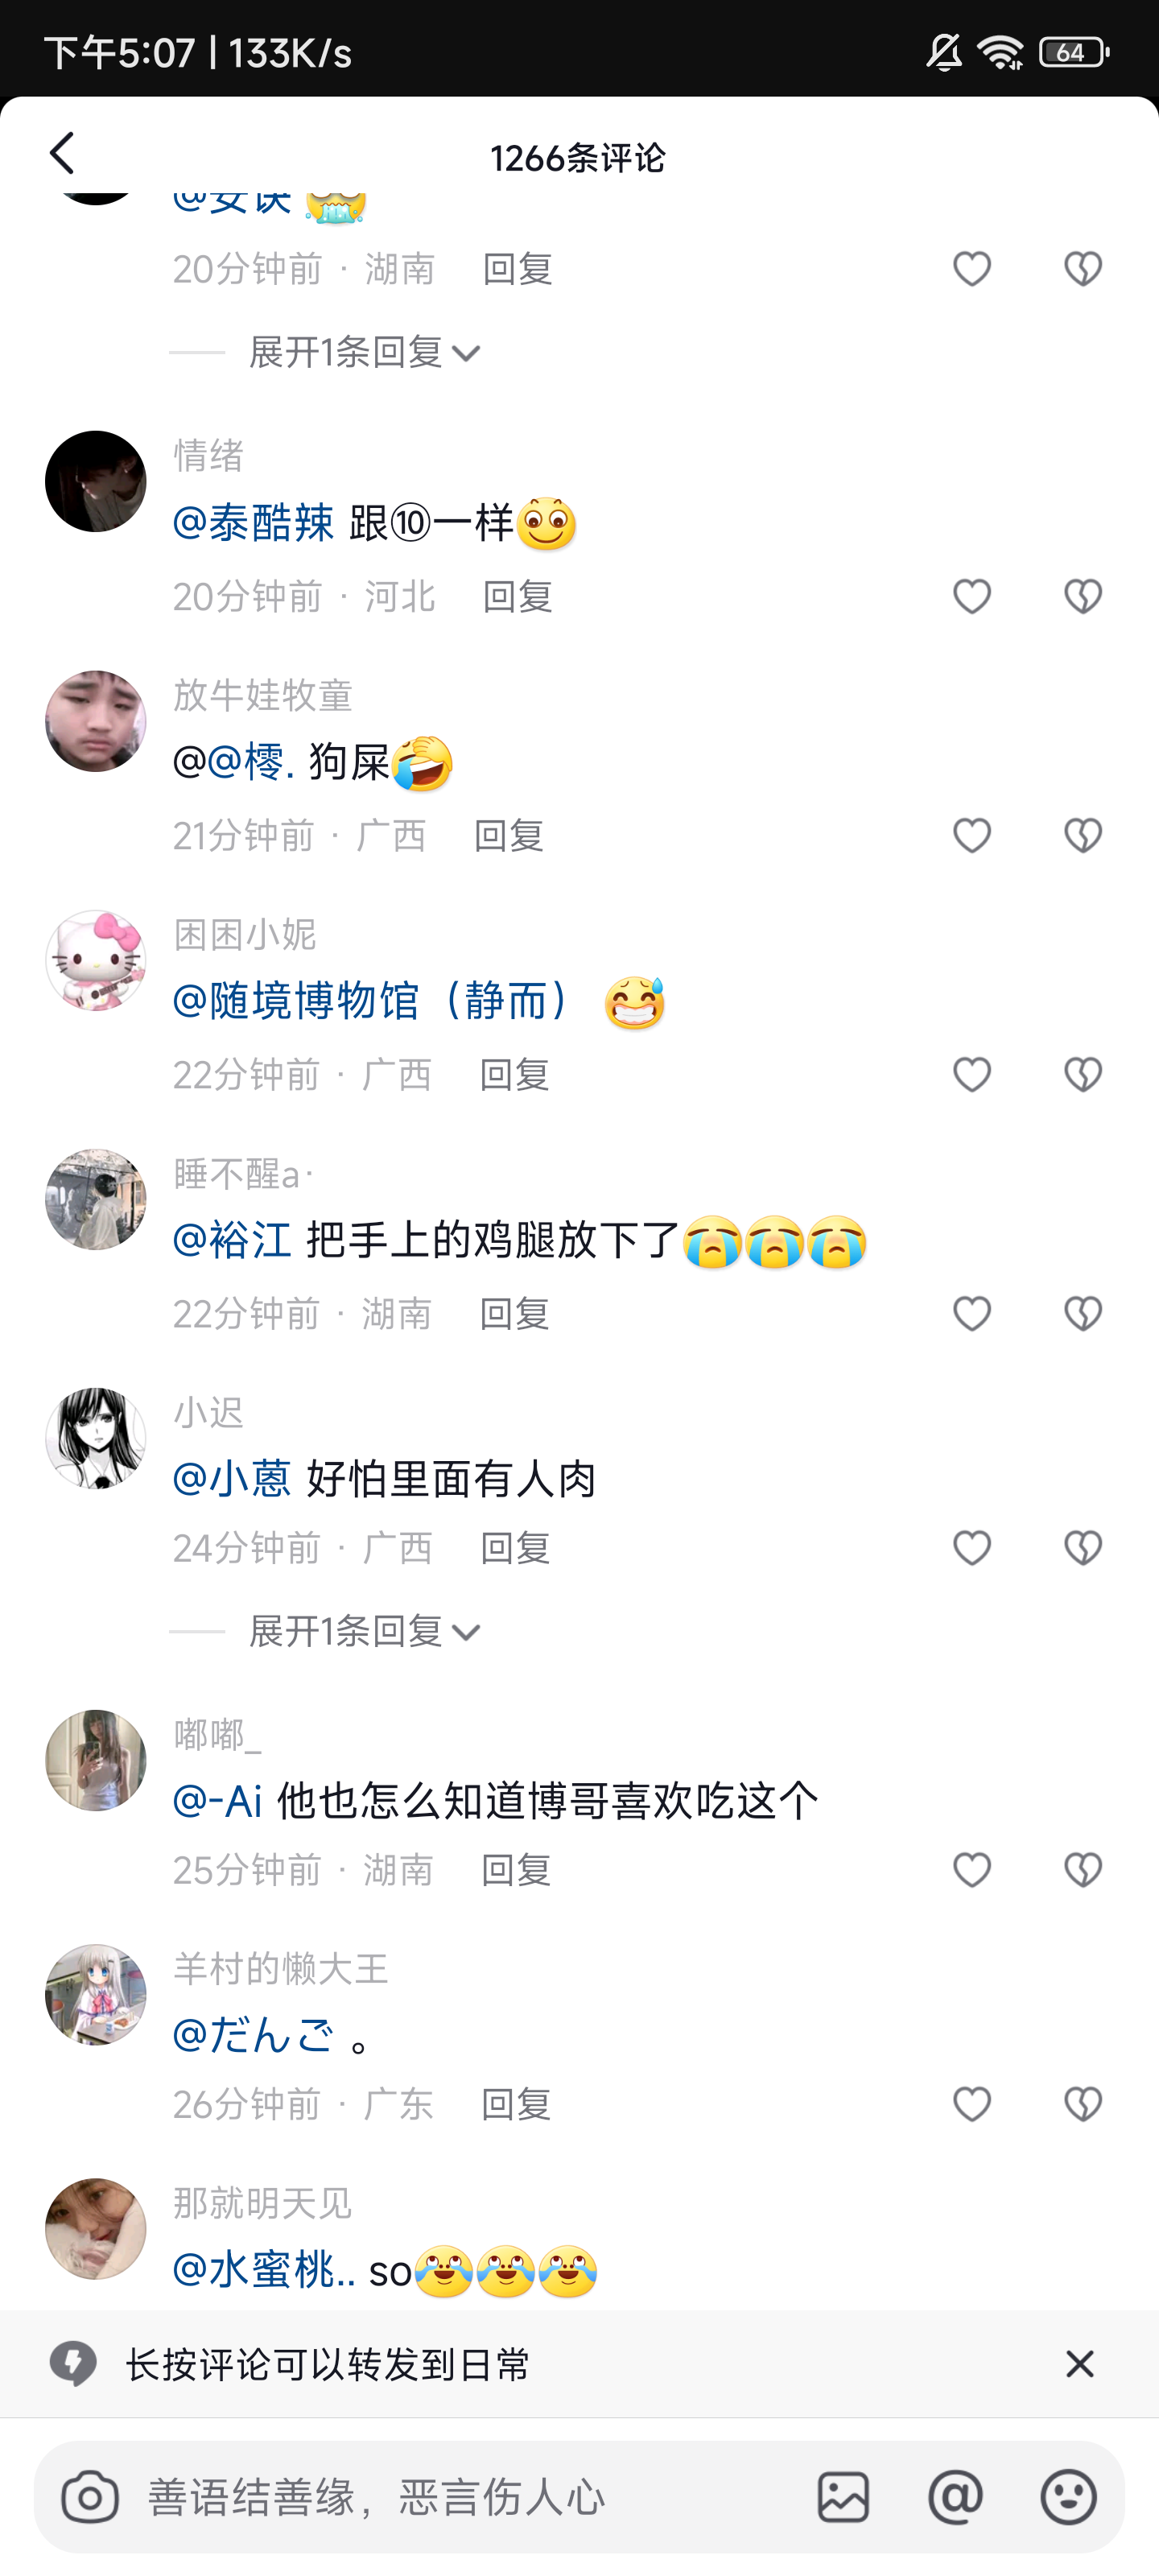 下午5:07 | 133K/s
64
1266条评论
@安诀
20分钟前 · 湖南 回复
展开1条回复
情绪
@泰酷辣 跟⑩一样
20分钟前 · 河北 回复
放牛娃牧童
@@樗. 狗屎
21分钟前 · 广西 回复
困困小妮
@随境博物馆（静而）
22分钟前 · 广西 回复
睡不醒a·
@裕江 把手上的鸡腿放下了
22分钟前 · 湖南 回复
小迟
@小蒽 好怕里面有人肉
24分钟前 · 广西 回复
展开1条回复
嘟嘟_
@-Ai 他也怎么知道博哥喜欢吃这个
25分钟前 · 湖南 回复
羊村的懒大王
@だんご 。
26分钟前 · 广东 回复
那就明天见
@水蜜桃.. so
长按评论可以转发到日常
善语结善缘，恶言伤人心